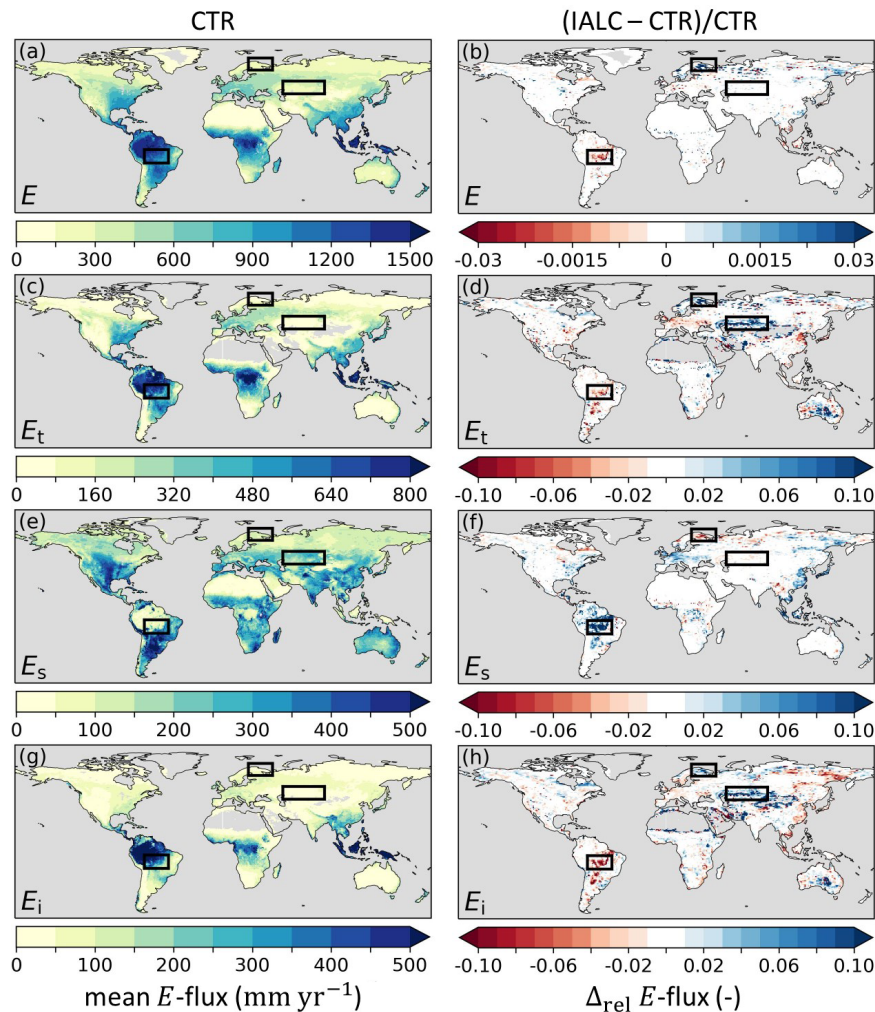 CTR
(IALC – CTR)/CTR
(a)
E
0 300 600 900 1200 1500
(b)
E
-0.03 -0.0015 0 0.0015 0.03
(c)
Et
0 160 320 480 640 800
(d)
Et
-0.10 -0.06 -0.02 0.02 0.06 0.10
(e)
Es
0 100 200 300 400 500
(f)
Es
-0.10 -0.06 -0.02 0.02 0.06 0.10
(g)
Ei
0 100 200 300 400 500
mean E-flux (mm yr⁻¹)
(h)
Ei
-0.10 -0.06 -0.02 0.02 0.06 0.10
Δrel E-flux (-)